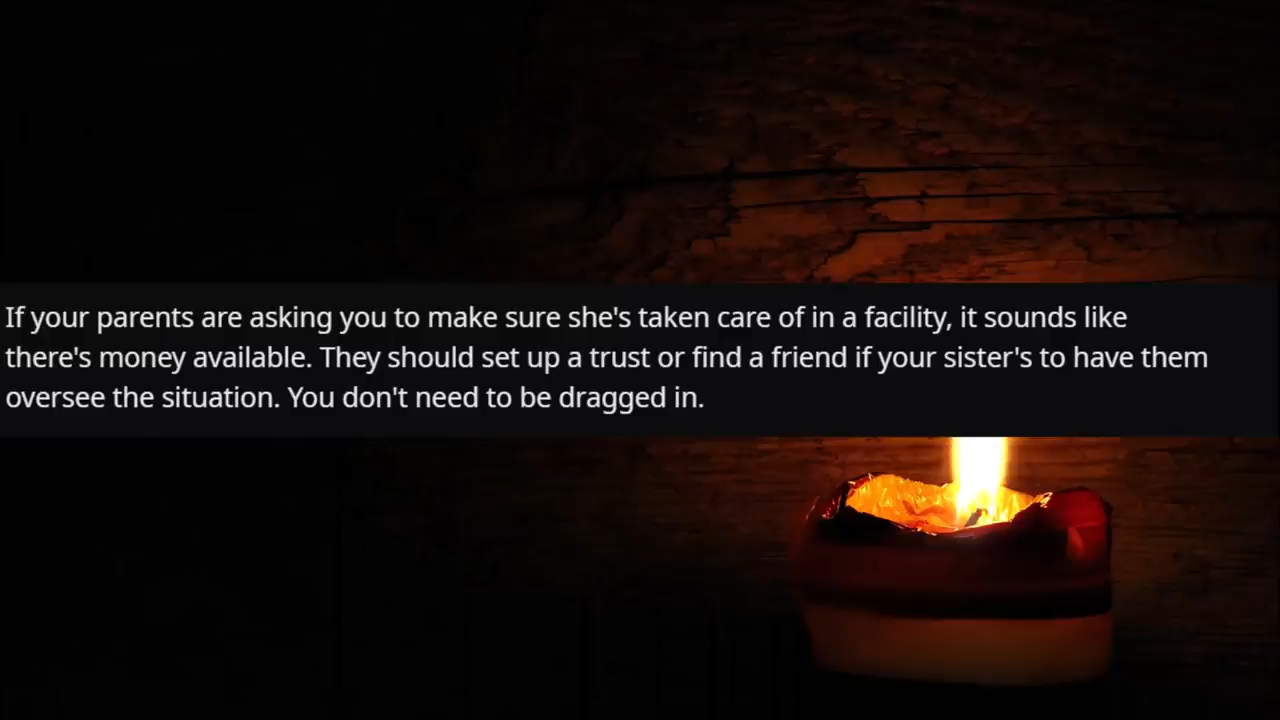 If your parents are asking you to make sure she's taken care of in a facility, it sounds like
there's money available. They should set up a trust or find a friend if your sister's to have them
oversee the situation. You don't need to be dragged in.